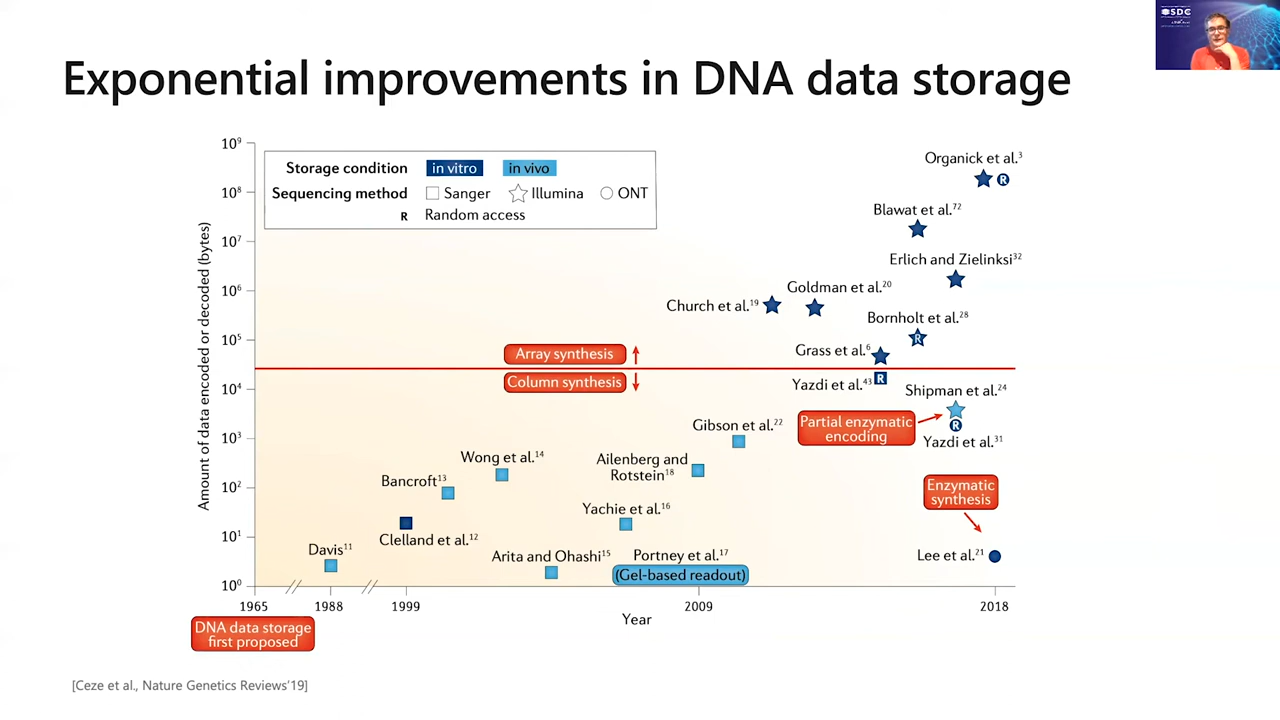 SDC
Exponential improvements in DNA data storage
Amount of data encoded or decoded (bytes)
10⁹
10⁸
10⁷
10⁶
10⁵
10⁴
10³
10²
10¹
10⁰
Storage condition in vitro in vivo
Sequencing method Sanger Illumina ONT
R Random access
Organick et al.³
R
Blawat et al.⁷²
Erlich and Zielinksi³²
Goldman et al.²⁰
Church et al.¹⁹
Bornholt et al.²⁸
R
Grass et al.⁶
Array synthesis
Column synthesis
Yazdi et al.⁴³ R
Shipman et al.²⁴
Partial enzymatic
encoding
R
Yazdi et al.³¹
Gibson et al.²²
Wong et al.¹⁴
Ailenberg and
Rotstein¹⁸
Bancroft¹³
Enzymatic
synthesis
Yachie et al.¹⁶
Clelland et al.¹²
Davis¹¹
Arita and Ohashi¹⁵
Portney et al.¹⁷
(Gel-based readout)
Lee et al.²¹
1965 1988 1999 2009 2018
Year
DNA data storage
first proposed
[Ceze et al., Nature Genetics Reviews'19]